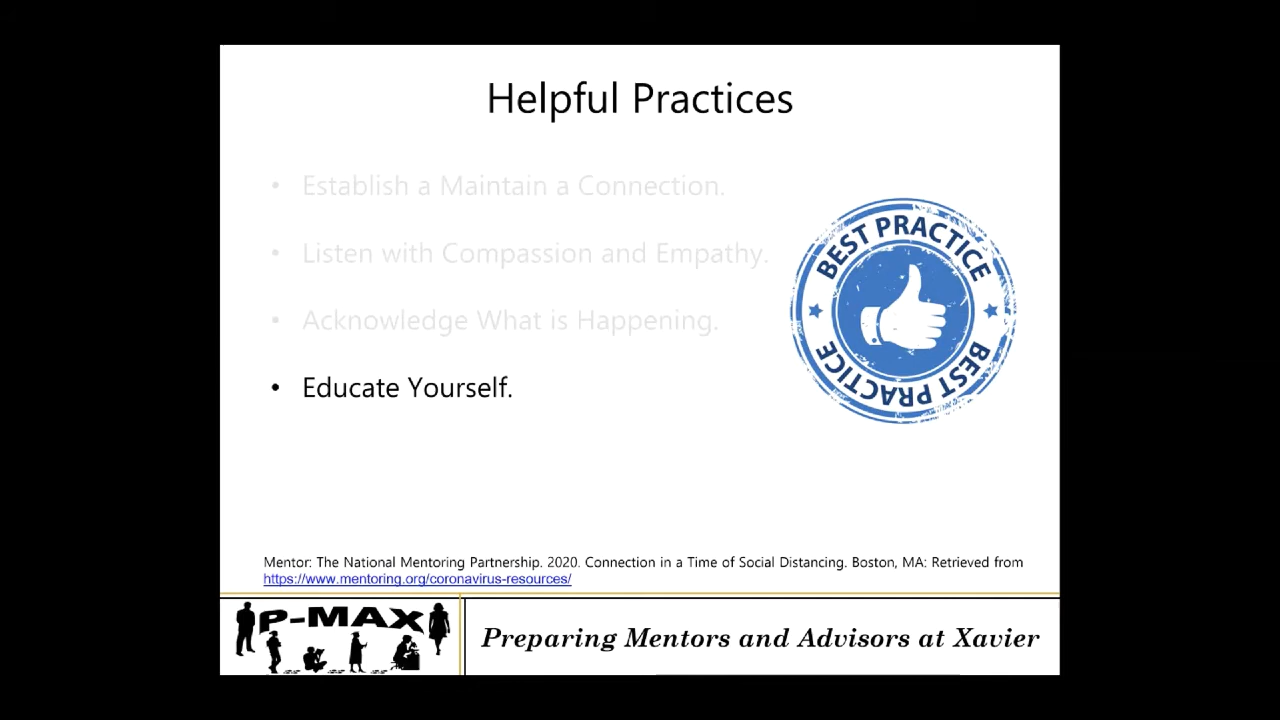 Helpful Practices
• Establish a Maintain a Connection.
• Listen with Compassion and Empathy.
• Acknowledge What is Happening.
• Educate Yourself.
BEST PRACTICE
BEST PRACTICE
Mentor: The National Mentoring Partnership. 2020. Connection in a Time of Social Distancing. Boston, MA: Retrieved from
https://www.mentoring.org/coronavirus-resources/
P-MAX
Preparing Mentors and Advisors at Xavier